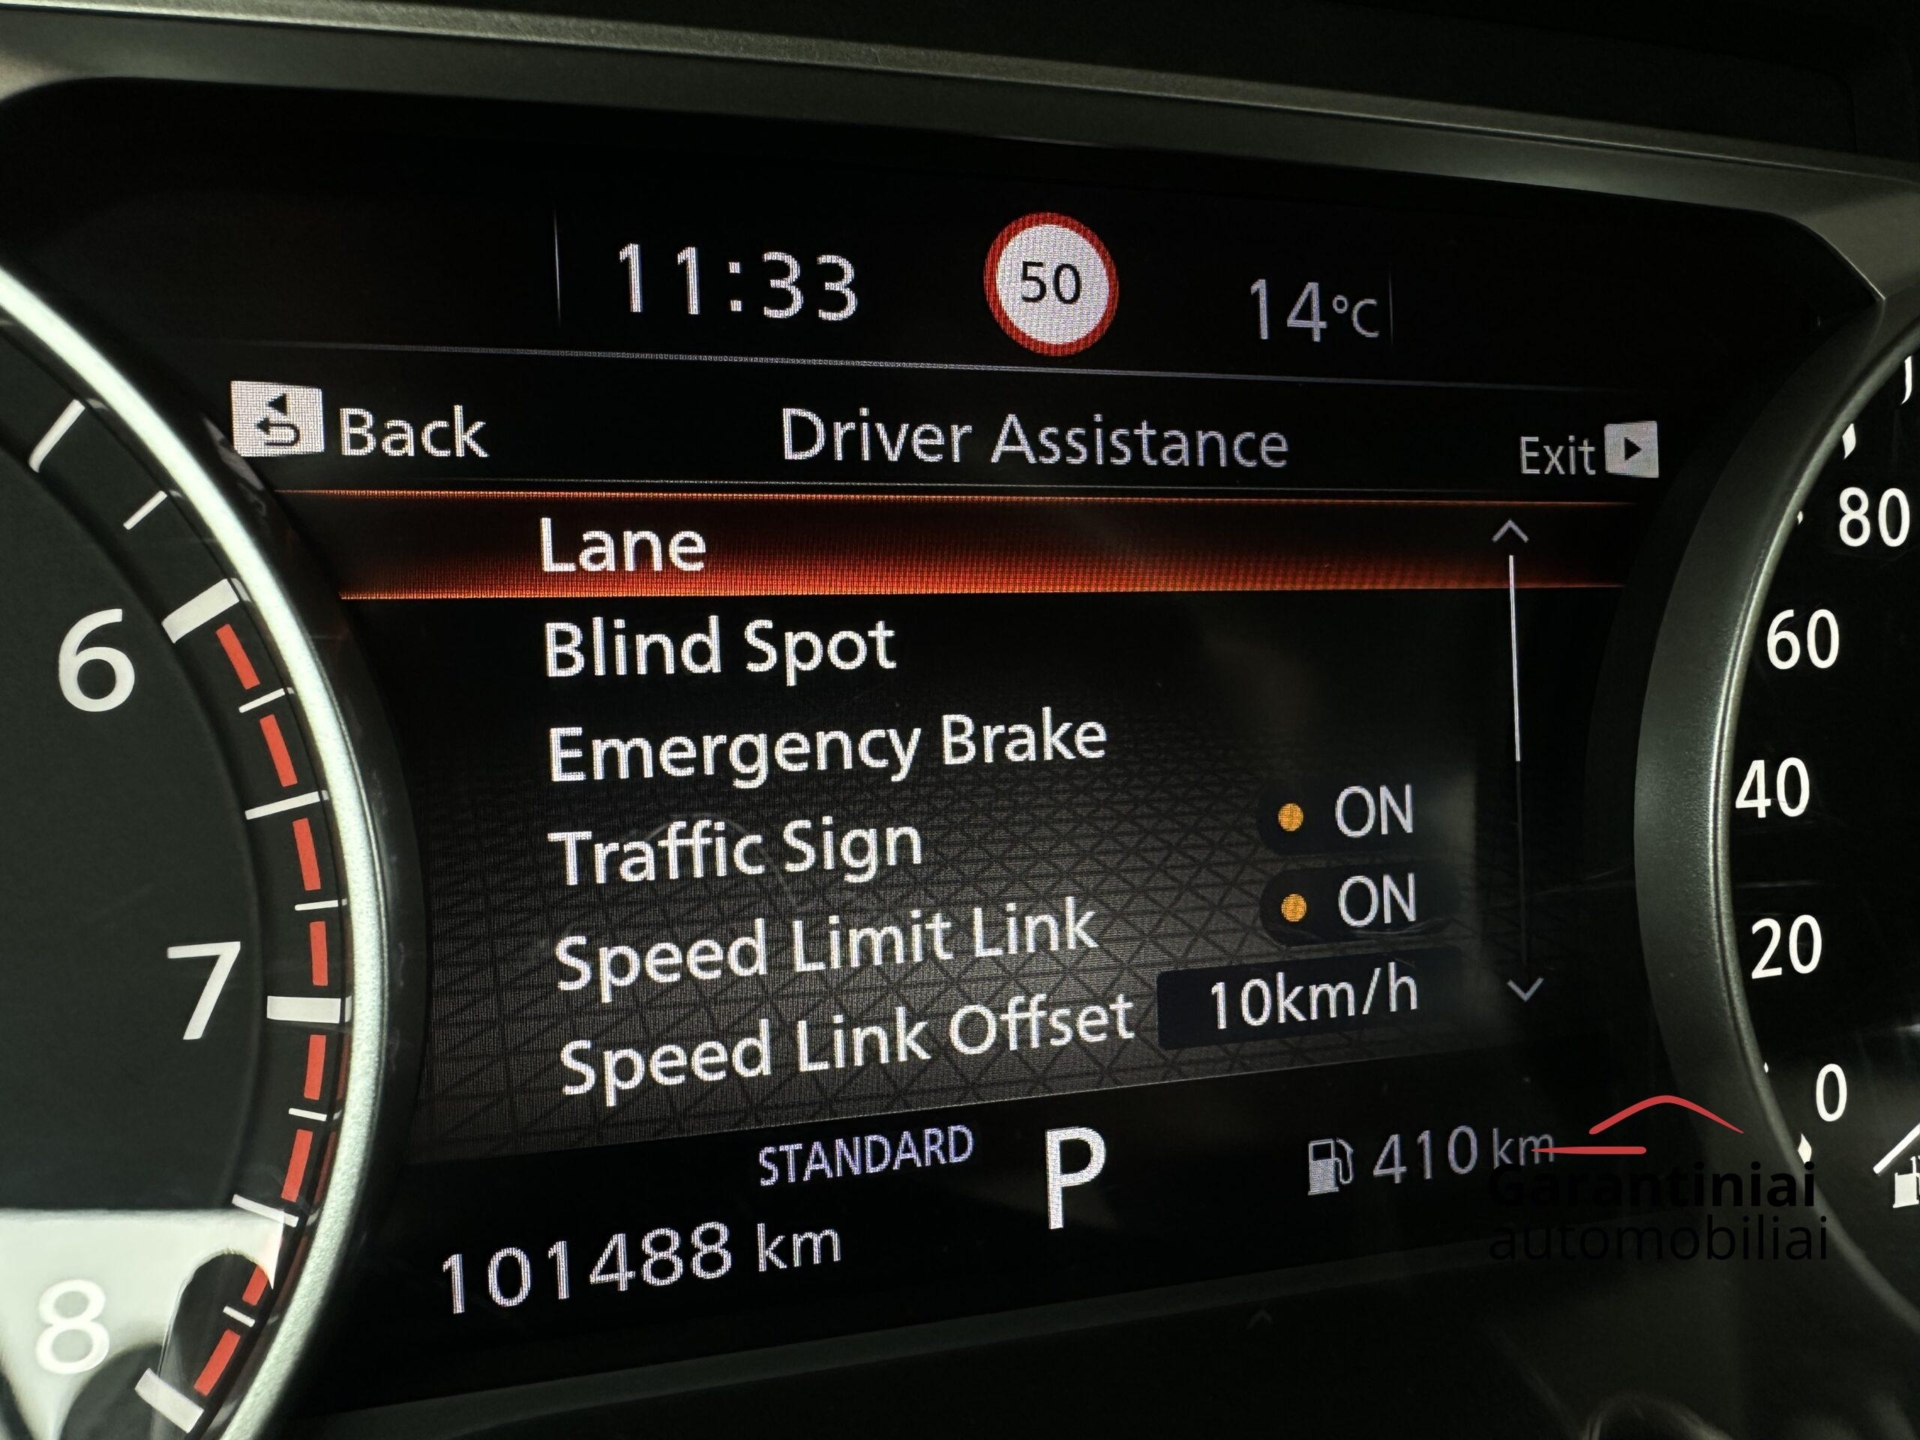 11:33
50
14°C
Back
Driver Assistance
Exit
Lane
Blind Spot
Emergency Brake
Traffic Sign ON
Speed Limit Link ON
Speed Link Offset 10km/h
STANDARD
P
410 km
101488 km
6
7
8
80
60
40
20
0
Garantiniai
automobiliai